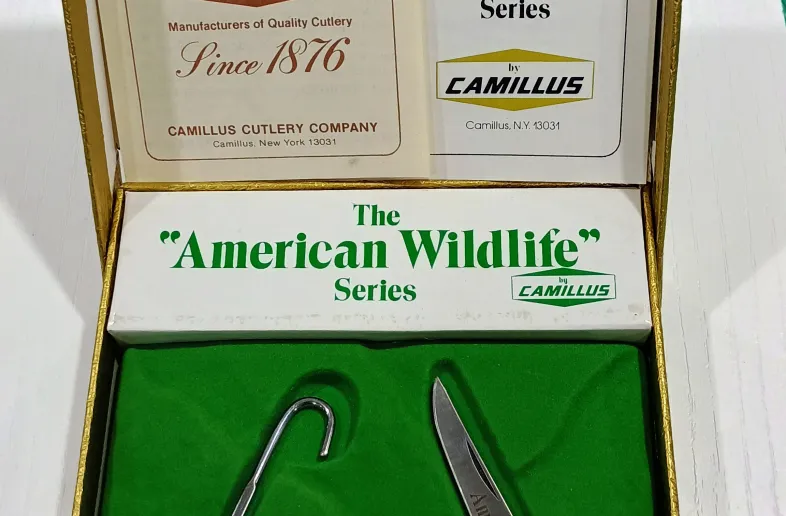 Manufacturers of Quality Cutlery
Since 1876
CAMILLUS CUTLERY COMPANY
Camillus, New York 13031
Series
by
CAMILLUS
Camillus, N.Y. 13031
The
"American Wildlife"
Series
by
CAMILLUS